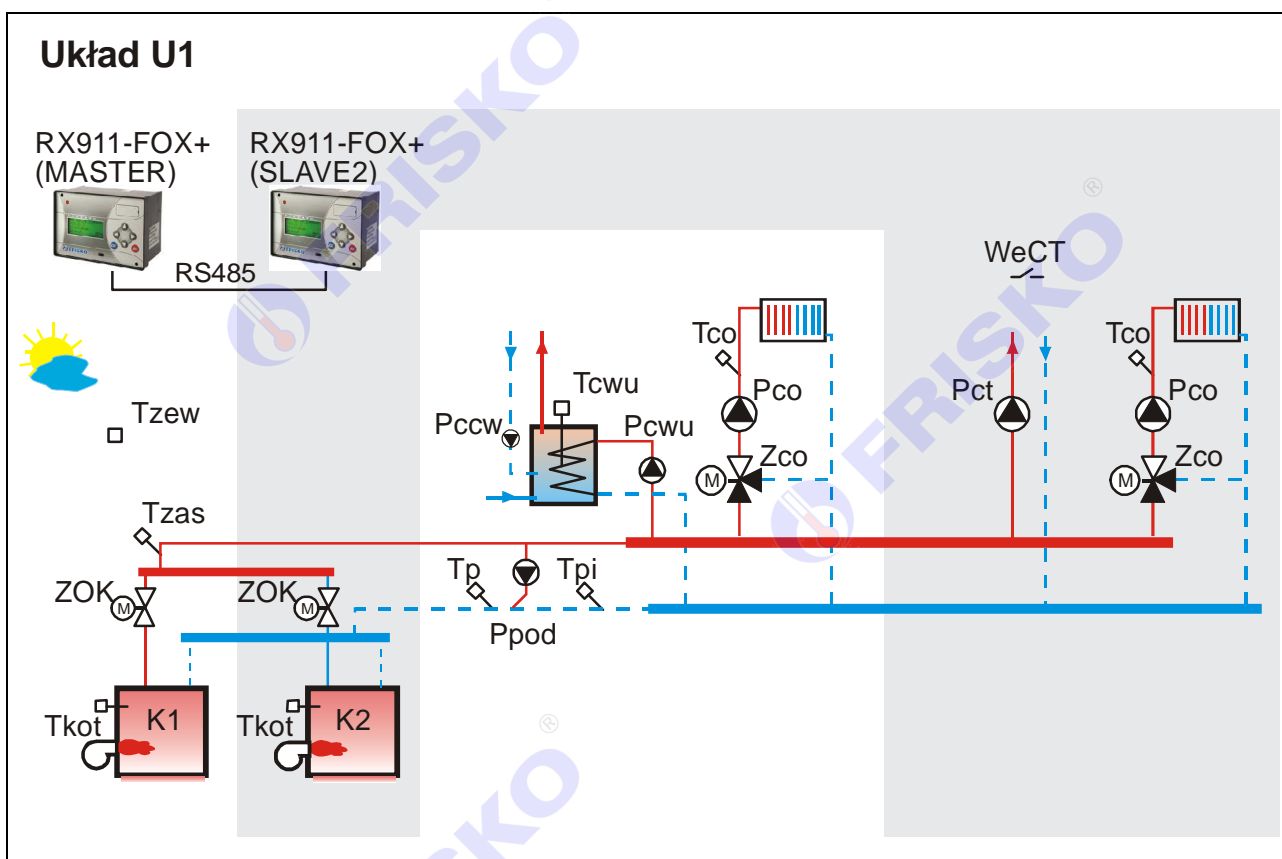 Układ U1
RX911-FOX+
(MASTER)
RX911-FOX+
(SLAVE2)
RS485
WeCT
Tco
Tco
Tzew
Tcwu
Pccw
Pcwu
Pco
Pct
Pco
M
Zco
M
Zco
Tzas
Tp
Tpi
ZOK
M
ZOK
M
Ppod
Tkot
K1
Tkot
K2
FRISKO
®
FRISKO
®
FRISKO